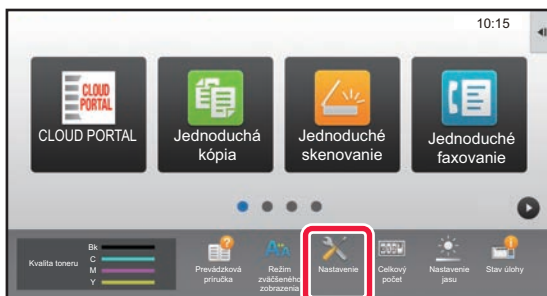 10:15
CLOUD
PORTAL
CLOUD PORTAL
Jednoduchá
kópia
Jednoduché
skenovanie
Jednoduché
faxovanie
Kvalita toneru
Bk
C
M
Y
Prevádzková
príručka
Režim
zväčšeného
zobrazenia
Nastavenie
Celkový
počet
Nastavenie
jasu
Stav úlohy